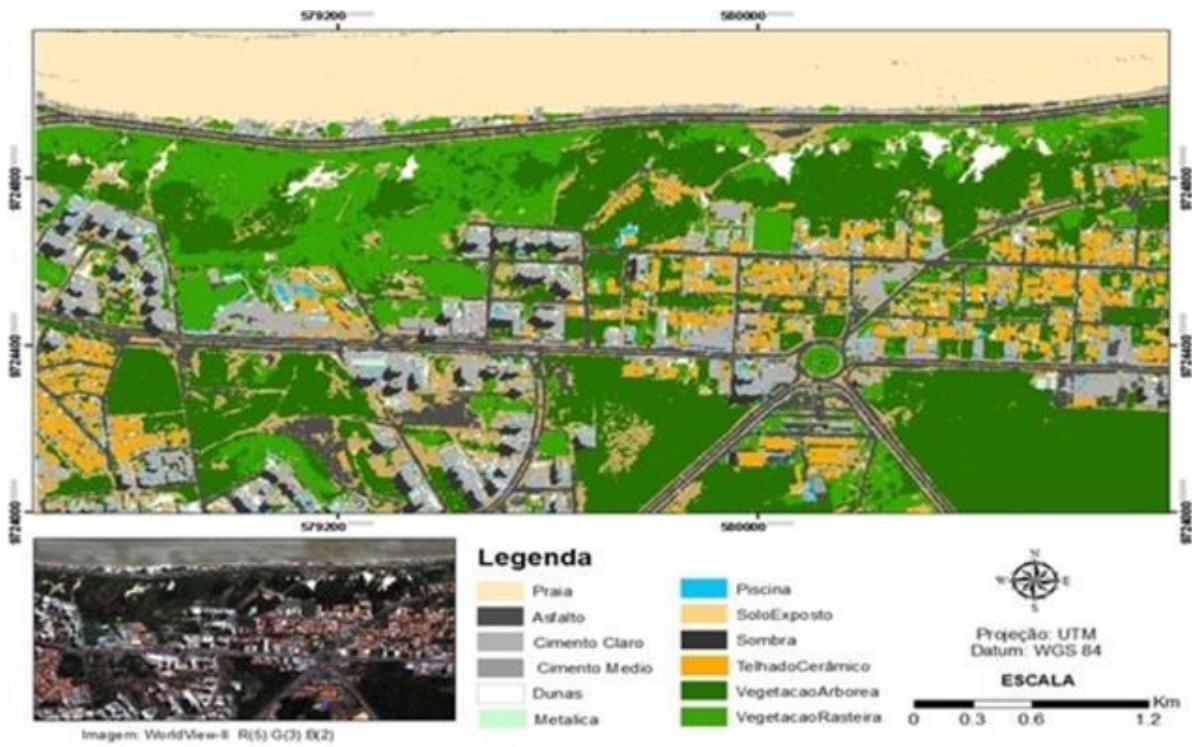 579200 580000
9724800 9724800
9724400 9724400
9724000 9724000
579200 580000
Legenda
Praia
Asfalto
Cimento Claro
Cimento Medio
Dunas
Metalica
Piscina
SoloExposto
Sombra
TelhadoCerâmico
VegetacaoArborea
VegetacaoRasteira
N
W E
S
Projeção: UTM
Datum: WGS 84
ESCALA
Km
0 0.3 0.6 1.2
Imagem: WorldView-II R(5) G(3) B(2)